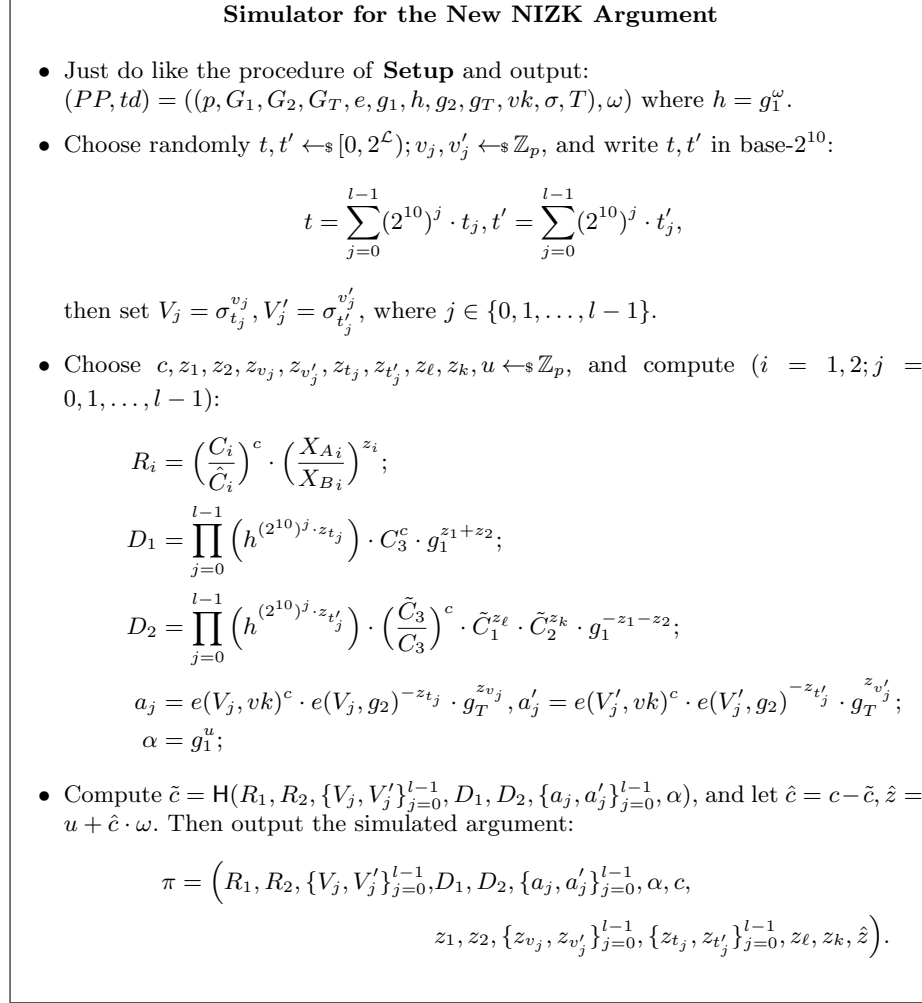 Simulator for the New NIZK Argument
• Just do like the procedure of Setup and output:
(PP, td) = ((p, G_1, G_2, G_T, e, g_1, h, g_2, g_T, vk, σ, T), ω) where h = g_1^ω.
• Choose randomly t, t′ ←$ [0, 2^ℒ); v_j, v′_j ←$ ℤ_p, and write t, t′ in base-2^{10}:
t = ∑_{j=0}^{l−1} (2^{10})^j · t_j, t′ = ∑_{j=0}^{l−1} (2^{10})^j · t′_j,
then set V_j = σ_{t_j}^{v_j}, V′_j = σ_{t′_j}^{v′_j}, where j ∈ {0, 1, . . . , l − 1}.
• Choose c, z_1, z_2, z_{v_j}, z_{v′_j}, z_{t_j}, z_{t′_j}, z_ℓ, z_k, u ←$ ℤ_p, and compute (i = 1, 2; j =
0, 1, . . . , l − 1):
R_i = (C_i / Ĉ_i)^c · (X_{A_i} / X_{B_i})^{z_i};
D_1 = ∏_{j=0}^{l−1} (h^{(2^{10})^j · z_{t_j}}) · C_3^c · g_1^{z_1+z_2};
D_2 = ∏_{j=0}^{l−1} (h^{(2^{10})^j · z_{t′_j}}) · (C̃_3 / C_3)^c · C̃_1^{z_ℓ} · C̃_2^{z_k} · g_1^{−z_1−z_2};
a_j = e(V_j, vk)^c · e(V_j, g_2)^{−z_{t_j}} · g_T^{z_{v_j}}, a′_j = e(V′_j, vk)^c · e(V′_j, g_2)^{−z_{t′_j}} · g_T^{z_{v′_j}};
α = g_1^u;
• Compute c̃ = H(R_1, R_2, {V_j, V′_j}_{j=0}^{l−1}, D_1, D_2, {a_j, a′_j}_{j=0}^{l−1}, α), and let ĉ = c−c̃, ẑ =
u + ĉ · ω. Then output the simulated argument:
π = (R_1, R_2, {V_j, V′_j}_{j=0}^{l−1}, D_1, D_2, {a_j, a′_j}_{j=0}^{l−1}, α, c,
z_1, z_2, {z_{v_j}, z_{v′_j}}_{j=0}^{l−1}, {z_{t_j}, z_{t′_j}}_{j=0}^{l−1}, z_ℓ, z_k, ẑ).